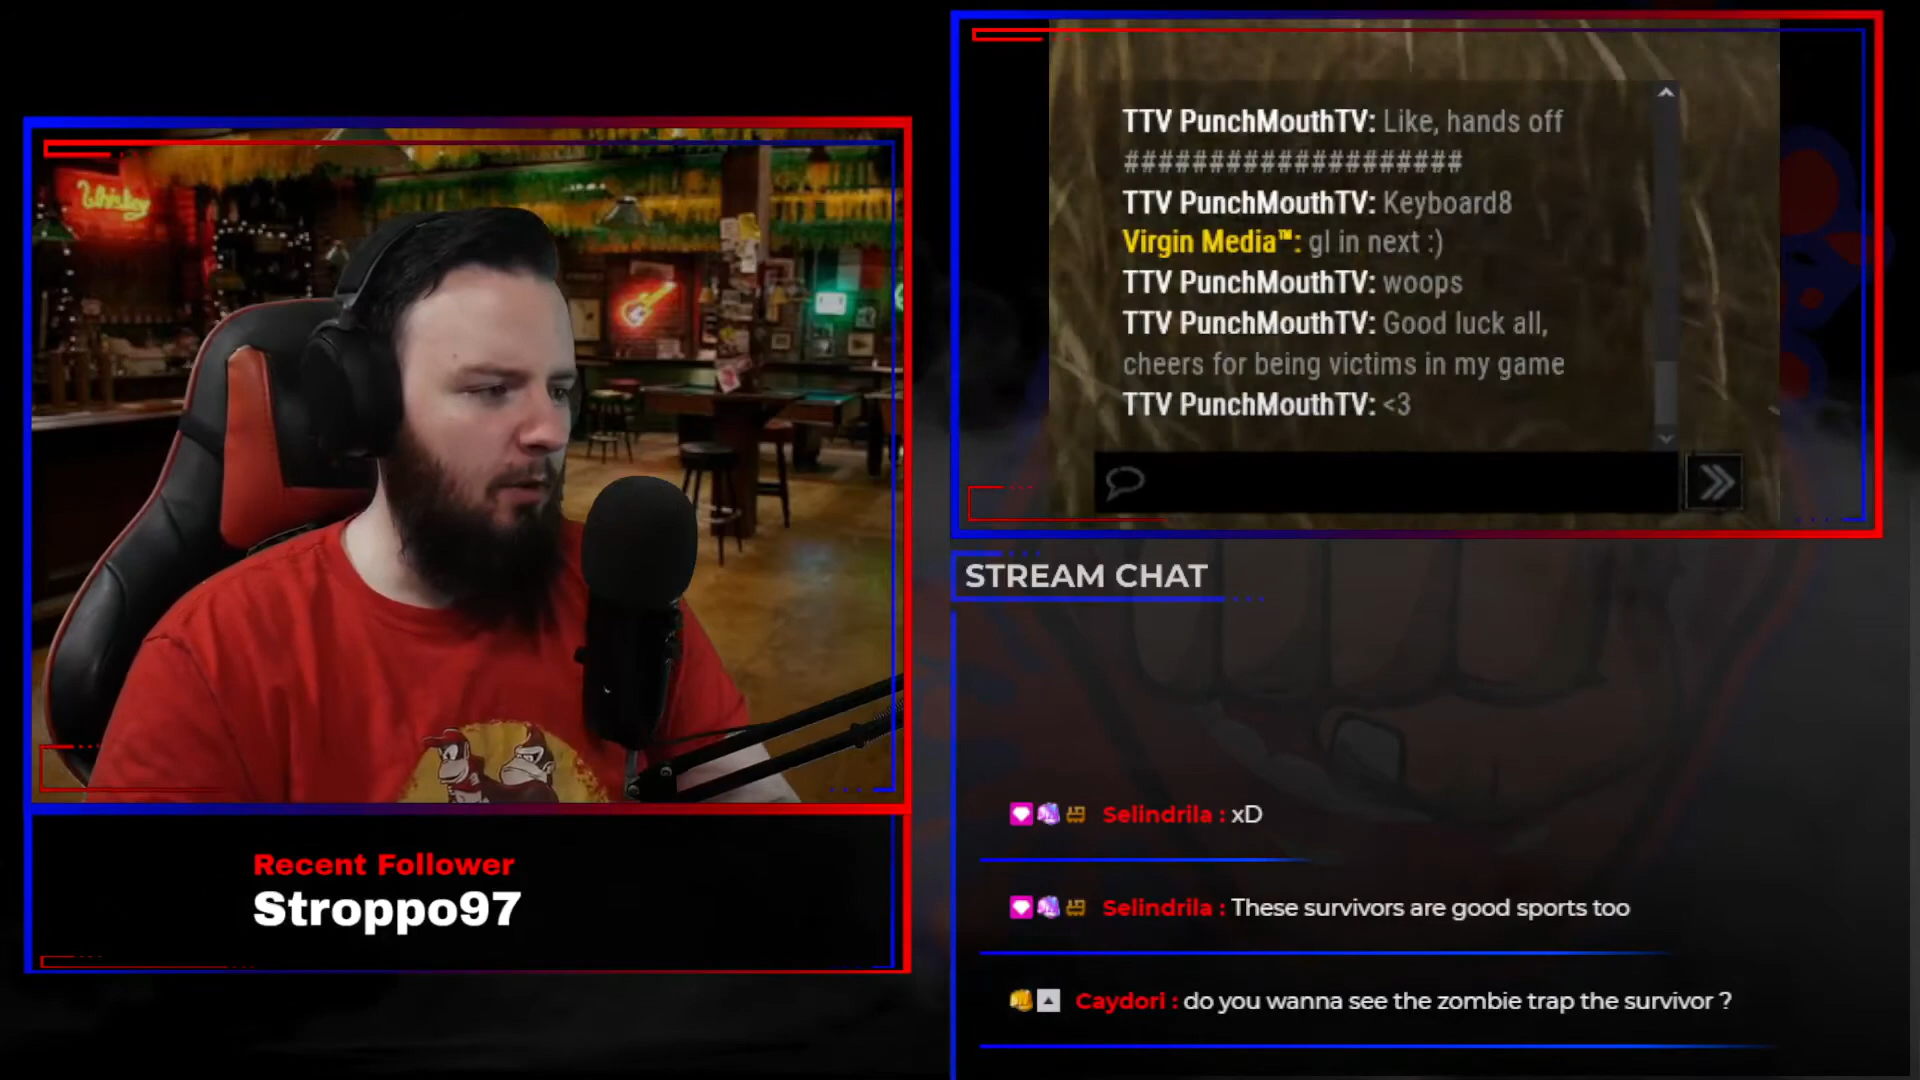 Whiskey
TTV PunchMouthTV: Like, hands off
####################
TTV PunchMouthTV: Keyboard8
Virgin Media™: gl in next :)
TTV PunchMouthTV: woops
TTV PunchMouthTV: Good luck all,
cheers for being victims in my game
TTV PunchMouthTV: <3
STREAM CHAT
Selindrila : xD
Selindrila : These survivors are good sports too
Caydori : do you wanna see the zombie trap the survivor ?
Recent Follower
Stroppo97